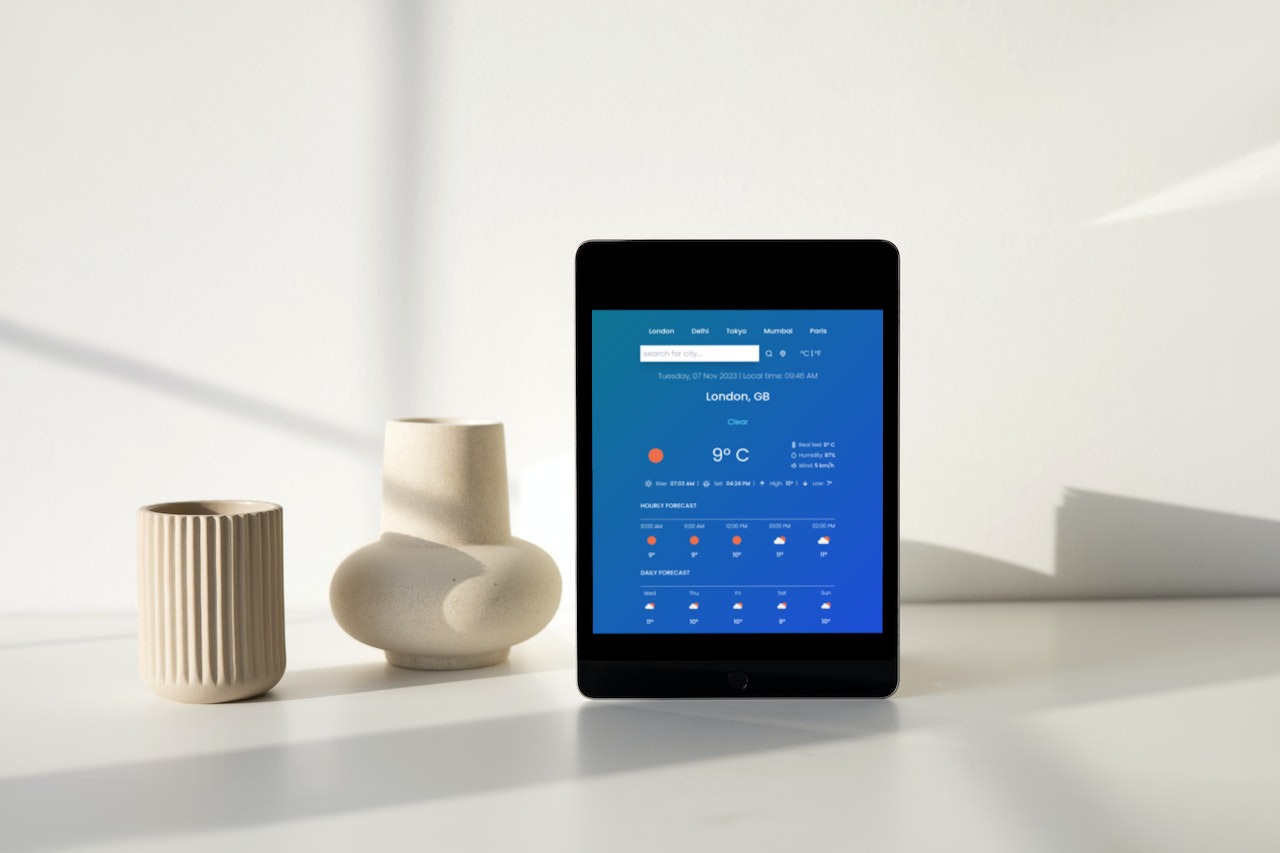 London Delhi Tokyo Mumbai Paris
search for city... °C | °F
Tuesday, 07 Nov 2023 | Local time: 09:46 AM
London, GB
Clear
9° C
Real feel: 8° C
Humidity: 87%
Wind: 5 km/h
Rise: 07:03 AM | Set: 04:24 PM | High: 10° | Low: 7°
HOURLY FORECAST
10:00 AM 11:00 AM 12:00 PM 01:00 PM 02:00 PM
9° 9° 10° 11° 11°
DAILY FORECAST
Wed Thu Fri Sat Sun
11° 10° 10° 9° 10°